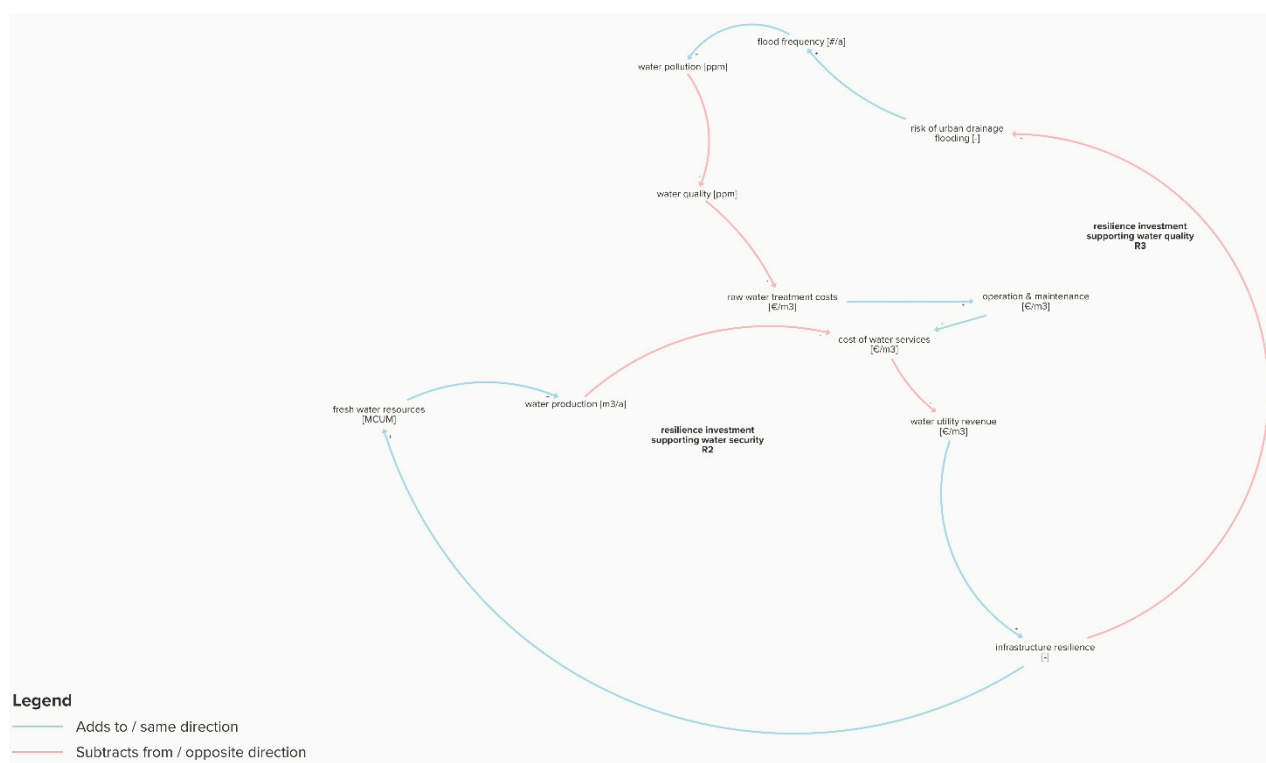 flood frequency [#/a]
water pollution [ppm]
risk of urban drainage
flooding [-]
water quality [ppm]
resilience investment
supporting water quality
R3
raw water treatment costs
[€/m3]
operation & maintenance
[€/m3]
cost of water services
[€/m3]
fresh water resources
[MCUM]
water production [m3/a]
water utility revenue
[€/m3]
resilience investment
supporting water security
R2
infrastructure resilience
[-]
Legend
Adds to / same direction
Subtracts from / opposite direction